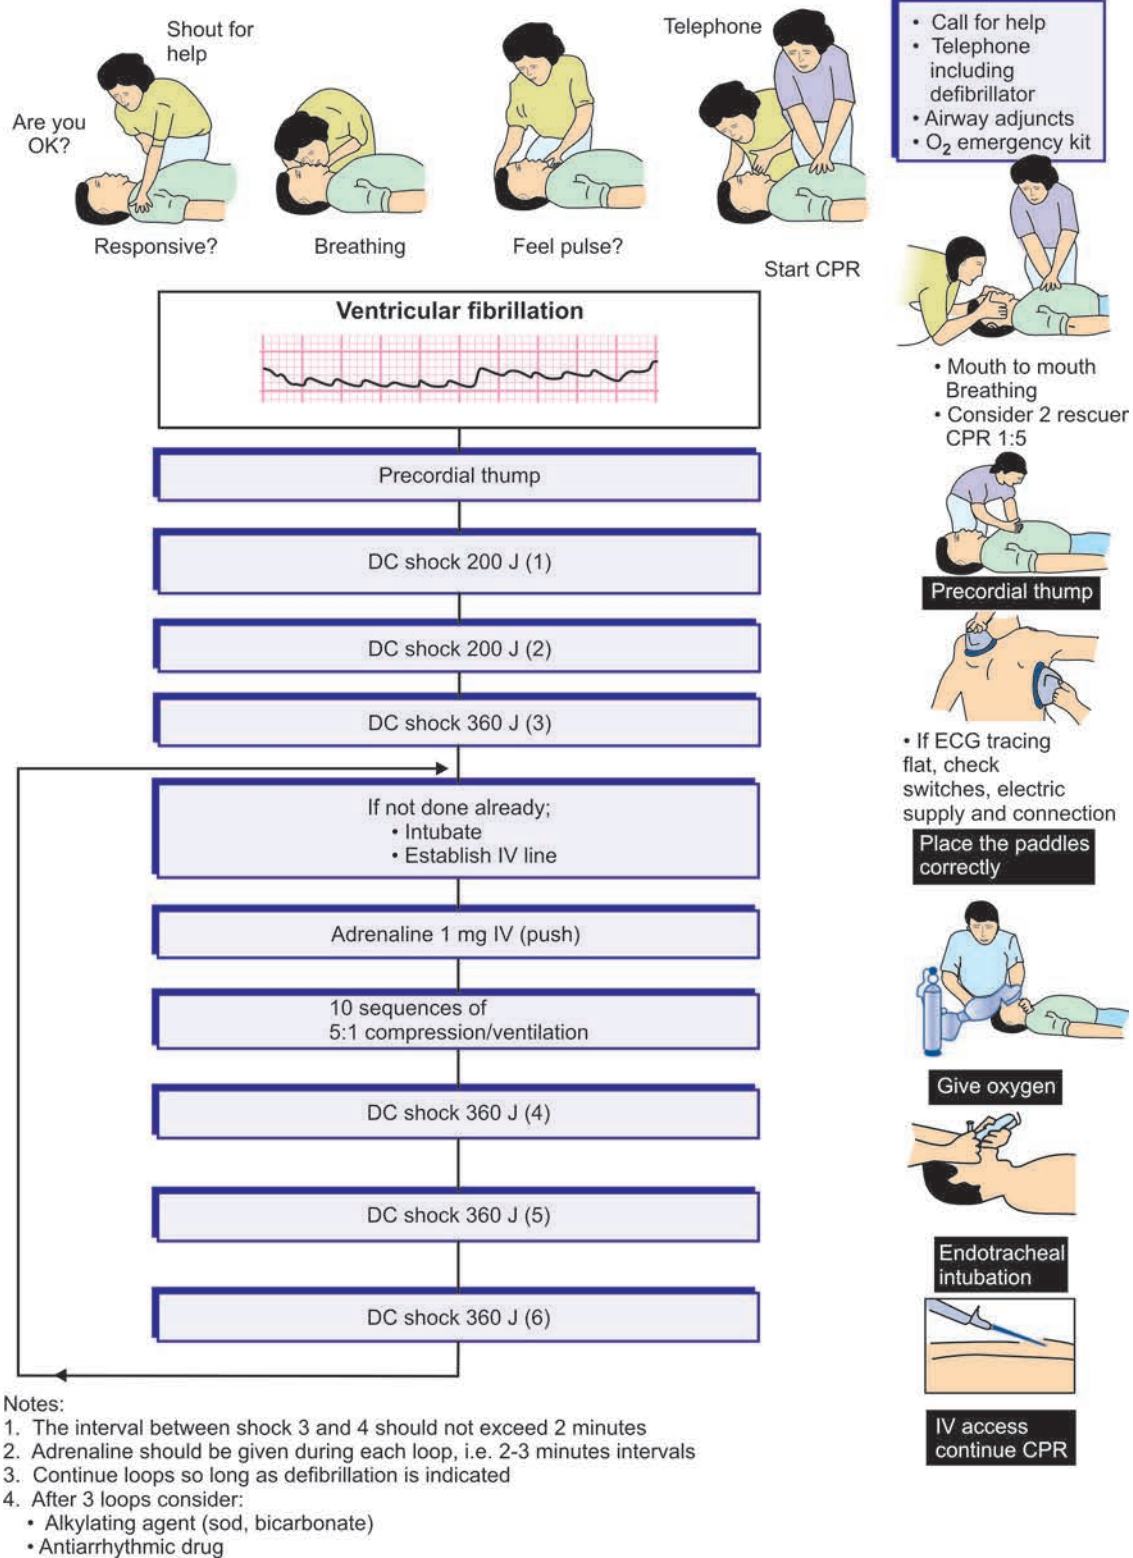 Shout for
help
Are you
OK?
Responsive?
Breathing
Feel pulse?
Telephone
Start CPR
• Call for help
• Telephone
including
defibrillator
• Airway adjuncts
• O₂ emergency kit
• Mouth to mouth
Breathing
• Consider 2 rescuer
CPR 1:5
Precordial thump
• If ECG tracing
flat, check
switches, electric
supply and connection
Place the paddles
correctly
Give oxygen
Endotracheal
intubation
IV access
continue CPR
Ventricular fibrillation
Precordial thump
DC shock 200 J (1)
DC shock 200 J (2)
DC shock 360 J (3)
If not done already;
• Intubate
• Establish IV line
Adrenaline 1 mg IV (push)
10 sequences of
5:1 compression/ventilation
DC shock 360 J (4)
DC shock 360 J (5)
DC shock 360 J (6)
Notes:
1. The interval between shock 3 and 4 should not exceed 2 minutes
2. Adrenaline should be given during each loop, i.e. 2-3 minutes intervals
3. Continue loops so long as defibrillation is indicated
4. After 3 loops consider:
• Alkylating agent (sod, bicarbonate)
• Antiarrhythmic drug